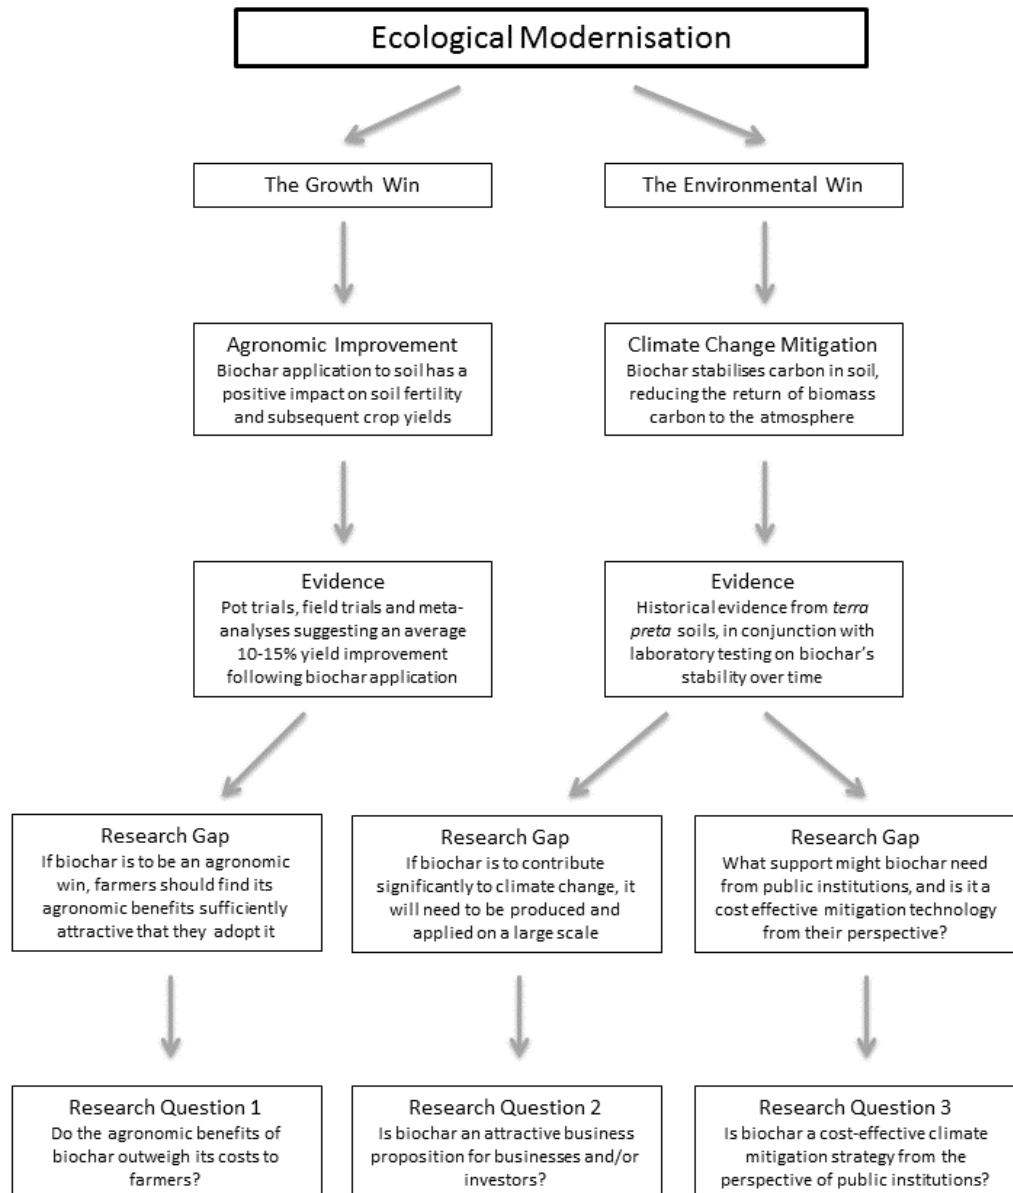 Ecological Modernisation
The Growth Win
The Environmental Win
Agronomic Improvement
Biochar application to soil has a
positive impact on soil fertility
and subsequent crop yields
Climate Change Mitigation
Biochar stabilises carbon in soil,
reducing the return of biomass
carbon to the atmosphere
Evidence
Pot trials, field trials and meta-
analyses suggesting an average
10-15% yield improvement
following biochar application
Evidence
Historical evidence from terra
preta soils, in conjunction with
laboratory testing on biochar's
stability over time
Research Gap
If biochar is to be an agronomic
win, farmers should find its
agronomic benefits sufficiently
attractive that they adopt it
Research Gap
If biochar is to contribute
significantly to climate change, it
will need to be produced and
applied on a large scale
Research Gap
What support might biochar need
from public institutions, and is it a
cost effective mitigation technology
from their perspective?
Research Question 1
Do the agronomic benefits of
biochar outweigh its costs to
farmers?
Research Question 2
Is biochar an attractive business
proposition for businesses and/or
investors?
Research Question 3
Is biochar a cost-effective climate
mitigation strategy from the
perspective of public institutions?